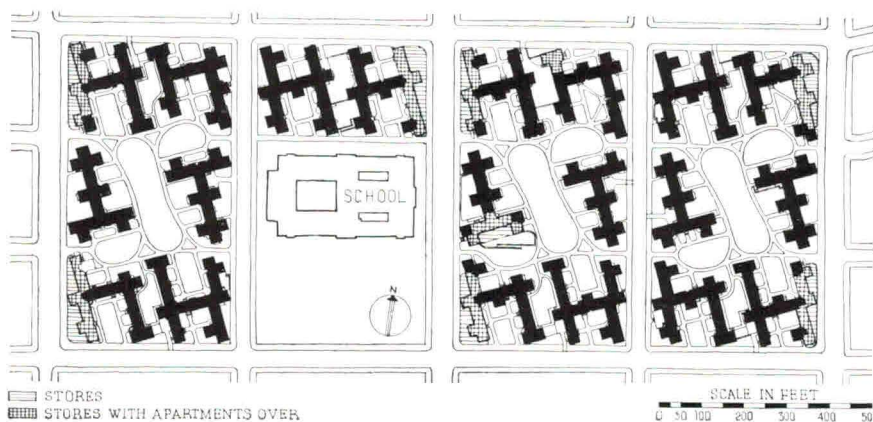 SCHOOL
N
STORES
STORES WITH APARTMENTS OVER
SCALE IN FEET
0 50 100 200 300 400